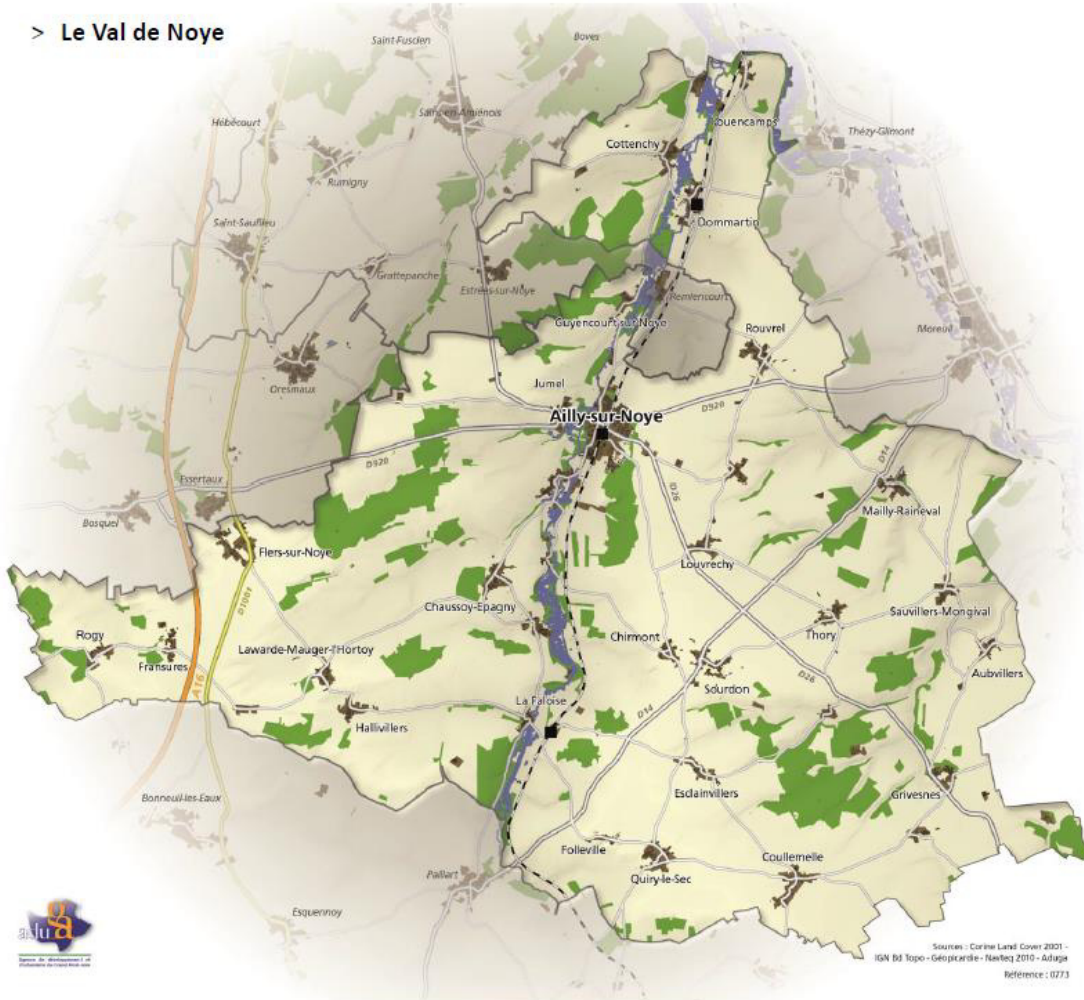 > Le Val de Noye
Saint-Fuscien
Boves
Hébécourt
Sains-en-Amiénois
Rumigny
Cottenchy
Thézy-Glimont
Dommartin
Saint-Sauflieu
Grattepanche
Estrées-sur-Noye
Remiencourt
Guyencourt-sur-Noye
Rouvrel
Moreuil
Oresmaux
Jumel
Ailly-sur-Noye
D920
D920
D14
Essertaux
Bosquel
D26
Mailly-Raineval
Flers-sur-Noye
Louvrechy
D1001
Chaussoy-Epagny
Sauvillers-Mongival
Rogy
Fransures
Lawarde-Mauger-l'Hortoy
Chirmont
Thory
Aubvillers
A16
Sourdon
D26
La Faloise
D14
Hallivillers
Bonneuil-les-Eaux
Esclainvillers
Grivesnes
Folleville
Quiry-le-Sec
Coullemelle
Paillart
Esquennoy
aduga
Sources : Corine Land Cover 2001 -
IGN Bd Topo - Géopicardie - Navteq 2010 - Aduga
Référence : 0773